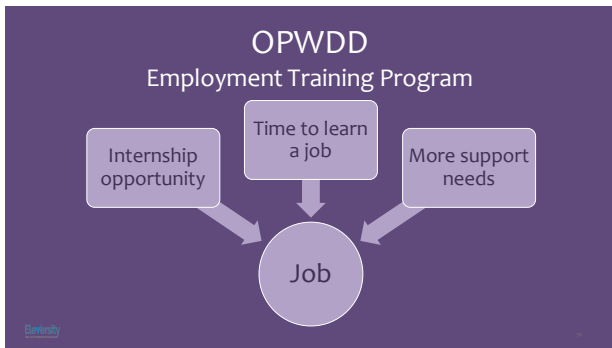 OPWDD
Employment Training Program
Internship
opportunity
Time to learn
a job
More support
needs
Job